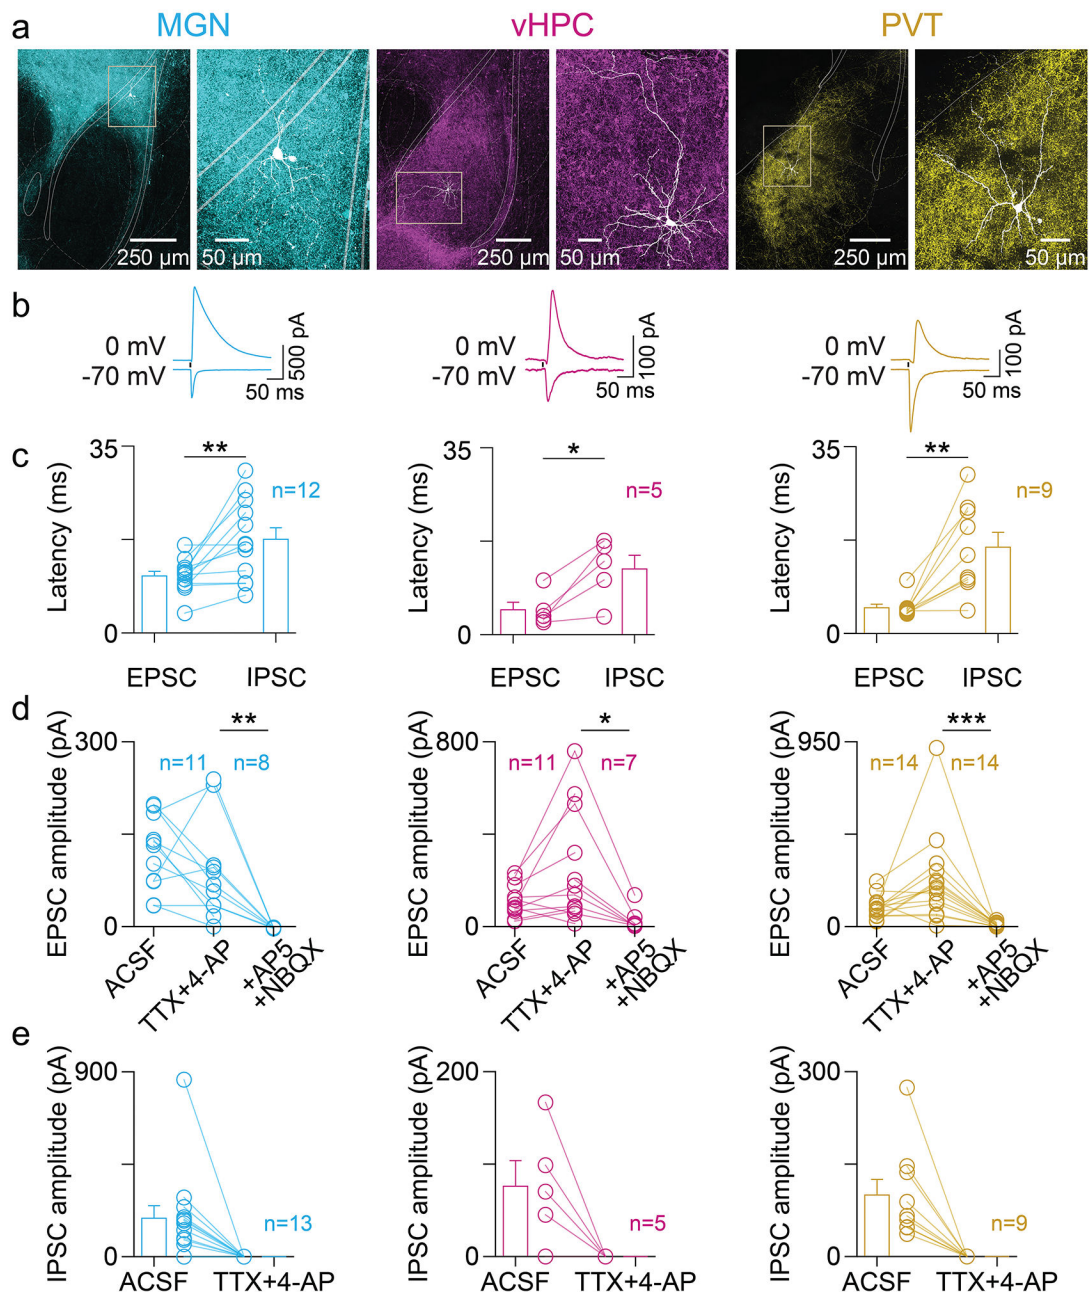 a
MGN
vHPC
PVT
250 µm
50 µm
250 µm
50 µm
250 µm
50 µm
b
0 mV
-70 mV
500 pA
50 ms
0 mV
-70 mV
100 pA
50 ms
0 mV
-70 mV
100 pA
50 ms
c
Latency (ms)
35
0
**
n=12
EPSC
IPSC
Latency (ms)
35
0
*
n=5
EPSC
IPSC
Latency (ms)
35
0
**
n=9
EPSC
IPSC
d
EPSC amplitude (pA)
300
0
**
n=11
n=8
ACSF
TTX+4-AP
+AP5
+NBQX
EPSC amplitude (pA)
800
0
*
n=11
n=7
ACSF
TTX+4-AP
+AP5
+NBQX
EPSC amplitude (pA)
950
0
***
n=14
n=14
ACSF
TTX+4-AP
+AP5
+NBQX
e
IPSC amplitude (pA)
900
0
n=13
ACSF
TTX+4-AP
IPSC amplitude (pA)
200
0
n=5
ACSF
TTX+4-AP
IPSC amplitude (pA)
300
0
n=9
ACSF
TTX+4-AP